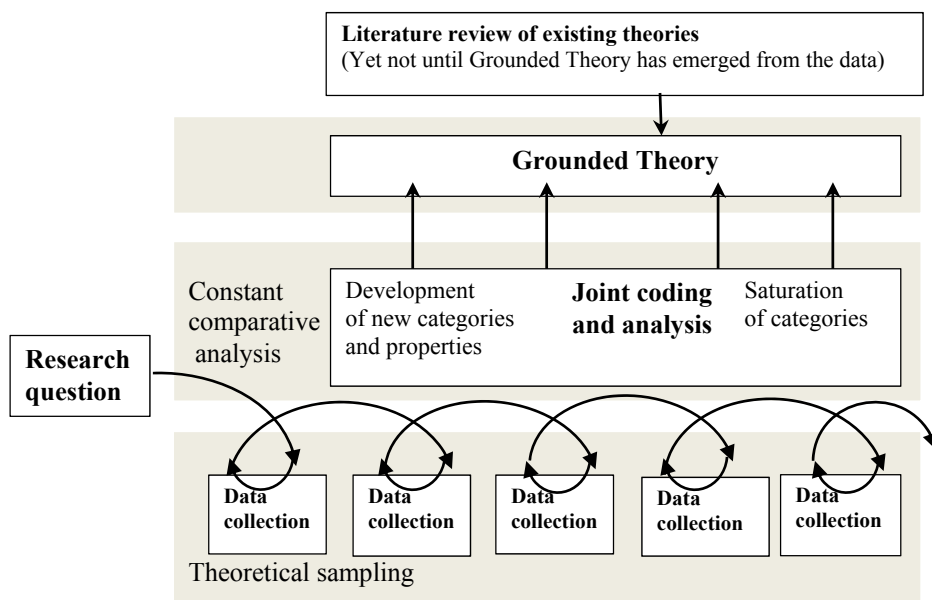 Literature review of existing theories
(Yet not until Grounded Theory has emerged from the data)
Grounded Theory
Constant
comparative
analysis
Development
of new categories
and properties
Joint coding
and analysis
Saturation
of categories
Research
question
Data
collection
Data
collection
Data
collection
Data
collection
Data
collection
Theoretical sampling